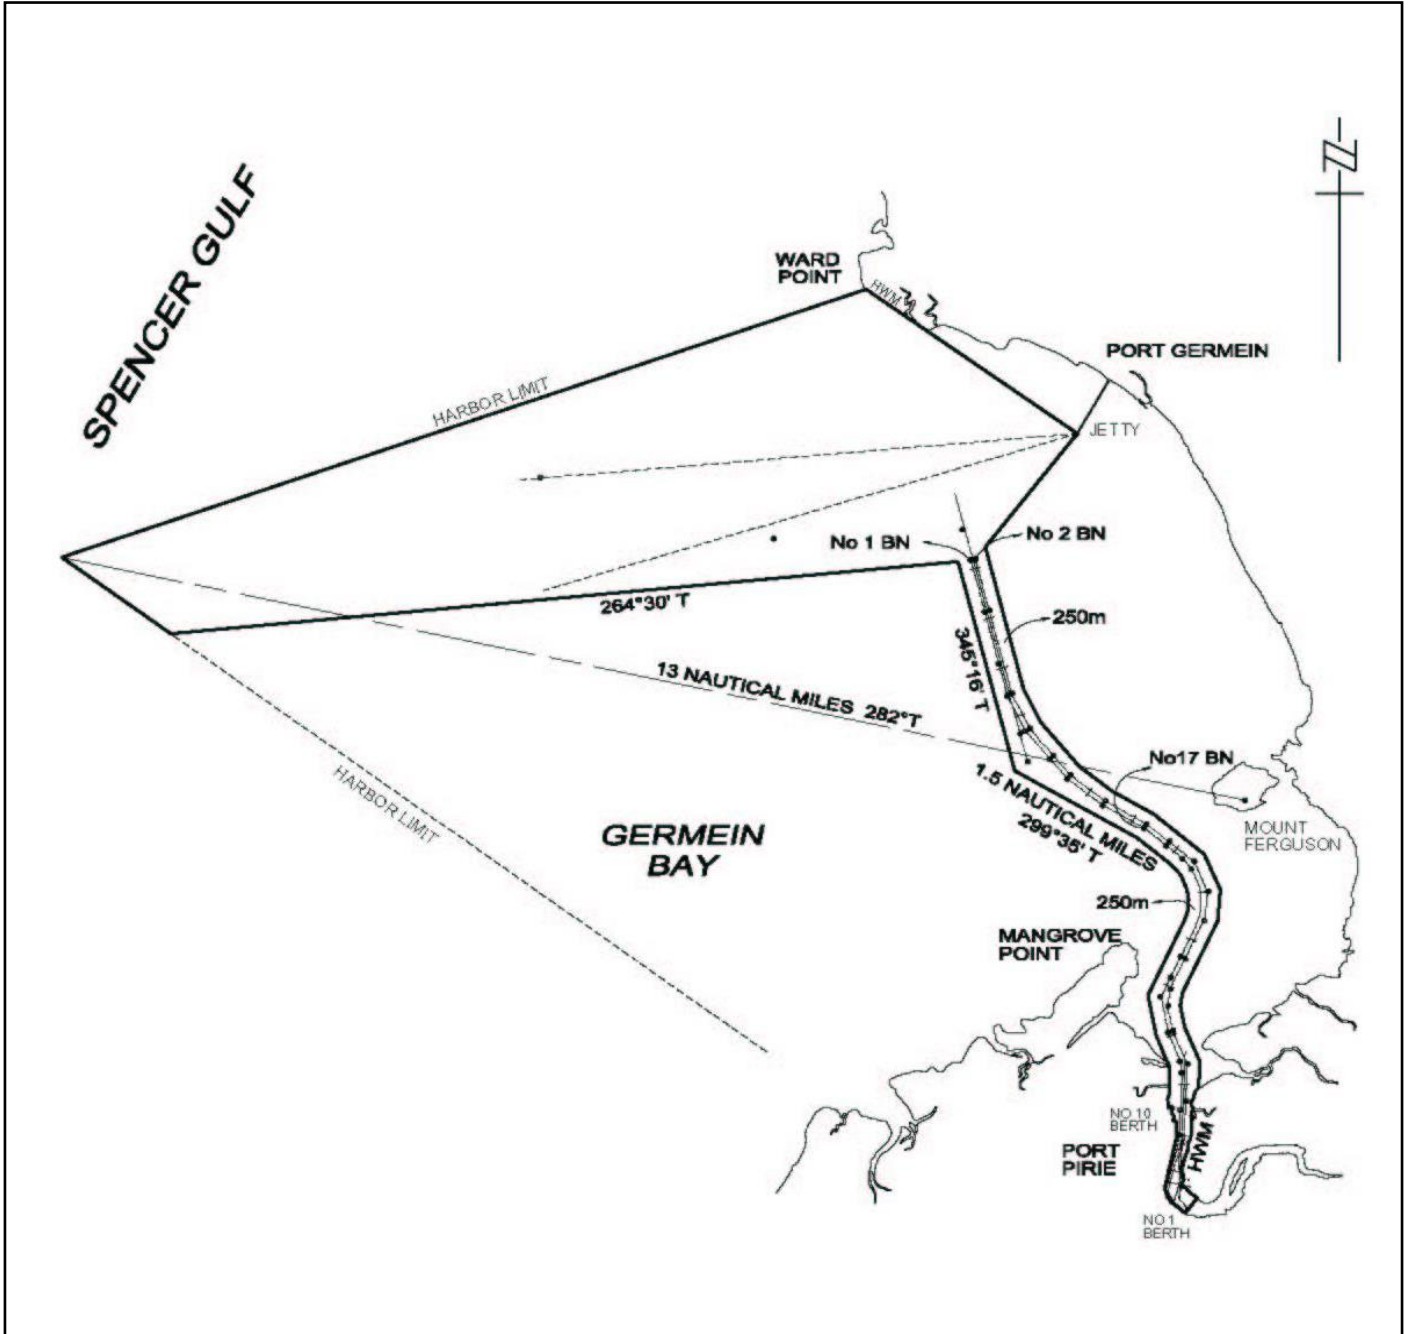 SPENCER GULF
WARD
POINT
HWM
PORT GERMEIN
HARBOR LIMIT
JETTY
No 1 BN
No 2 BN
264°30' T
250m
345°16' T
13 NAUTICAL MILES 282°T
No17 BN
1.5 NAUTICAL MILES
299°35' T
HARBOR LIMIT
GERMEIN
BAY
MOUNT
FERGUSON
250m
MANGROVE
POINT
NO 10
BERTH
PORT
PIRIE
HWM
NO 1
BERTH
N